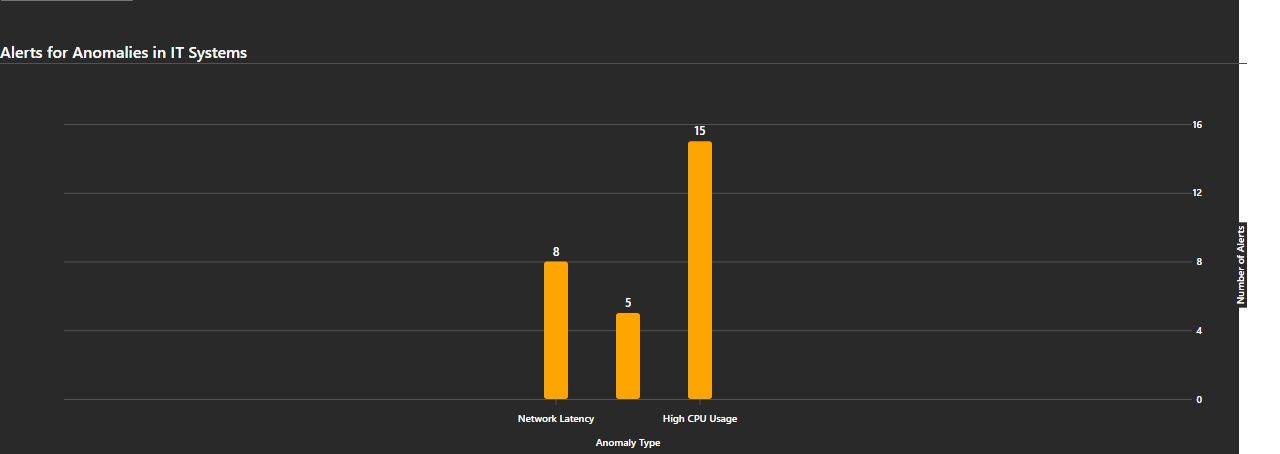 Alerts for Anomalies in IT Systems
15
8
5
16
12
8
4
0
Number of Alerts
Network Latency
High CPU Usage
Anomaly Type